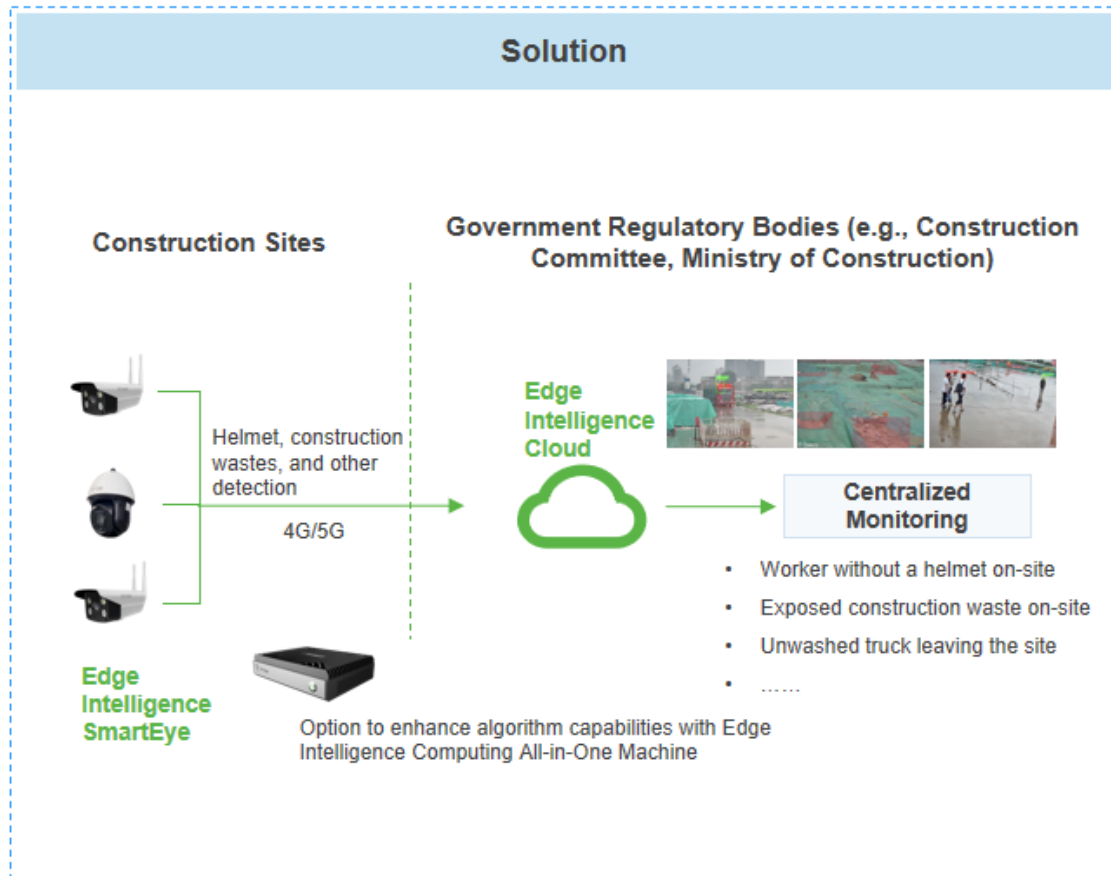 Solution
Construction Sites
Government Regulatory Bodies (e.g., Construction
Committee, Ministry of Construction)
Helmet, construction
wastes, and other
detection
4G/5G
Edge
Intelligence
Cloud
Centralized
Monitoring
• Worker without a helmet on-site
• Exposed construction waste on-site
• Unwashed truck leaving the site
• ……
Edge
Intelligence
SmartEye
Option to enhance algorithm capabilities with Edge
Intelligence Computing All-in-One Machine